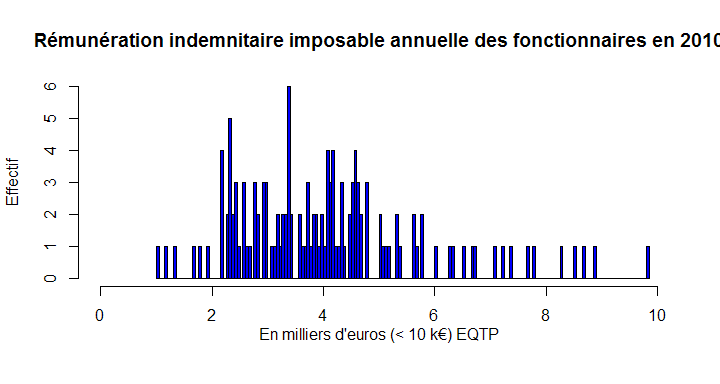 Rémunération indemnitaire imposable annuelle des fonctionnaires en 2010
Effectif
6
5
4
3
2
1
0
0 2 4 6 8 10
En milliers d'euros (< 10 k€) EQTP